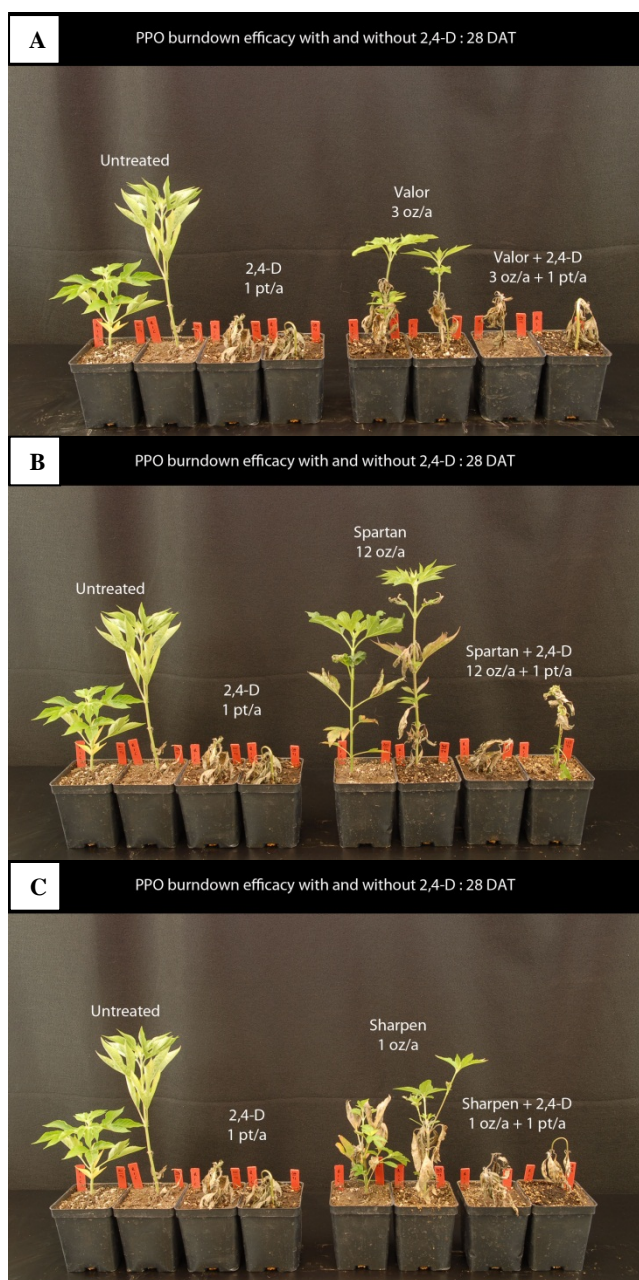 A
PPO burndown efficacy with and without 2,4-D : 28 DAT
Untreated
2,4-D
1 pt/a
Valor
3 oz/a
Valor + 2,4-D
3 oz/a + 1 pt/a
B
PPO burndown efficacy with and without 2,4-D : 28 DAT
Untreated
2,4-D
1 pt/a
Spartan
12 oz/a
Spartan + 2,4-D
12 oz/a + 1 pt/a
C
PPO burndown efficacy with and without 2,4-D : 28 DAT
Untreated
2,4-D
1 pt/a
Sharpen
1 oz/a
Sharpen + 2,4-D
1 oz/a + 1 pt/a